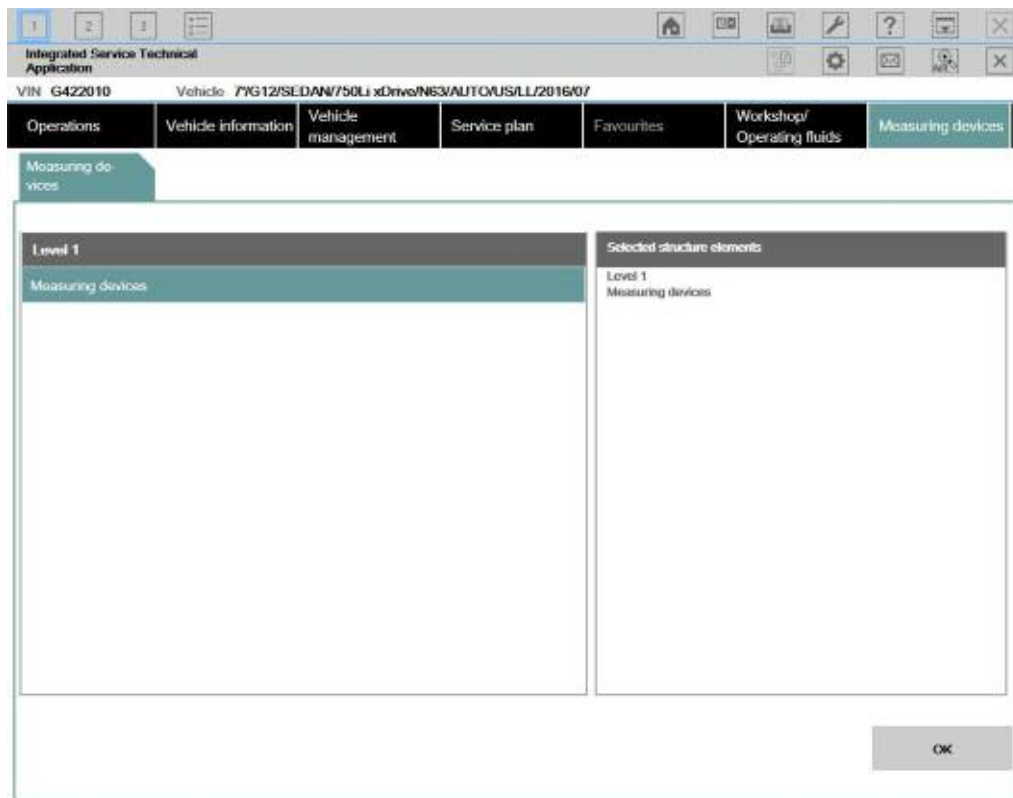 1 2 3
?
Integrated Service Technical
Application
VIN G422010 Vehicle 7'/G12/SEDAN/750Li xDrive/N63/AUTO/US/LL/2016/07
Operations
Vehicle information
Vehicle
management
Service plan
Favourites
Workshop/
Operating fluids
Measuring devices
Measuring de-
vices
Level 1
Measuring devices
Selected structure elements
Level 1
Measuring devices
OK